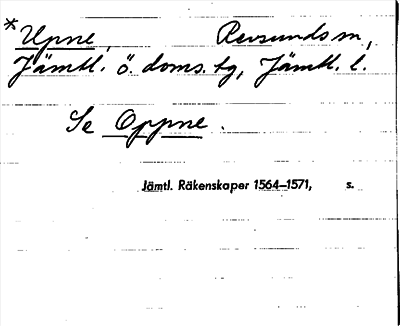 *Upne, Revsunds sn,
Jämtl. ö. doms. tg, Jämtl. l.
Se Oppne.
Jämtl. Räkenskaper 1564–1571, s.